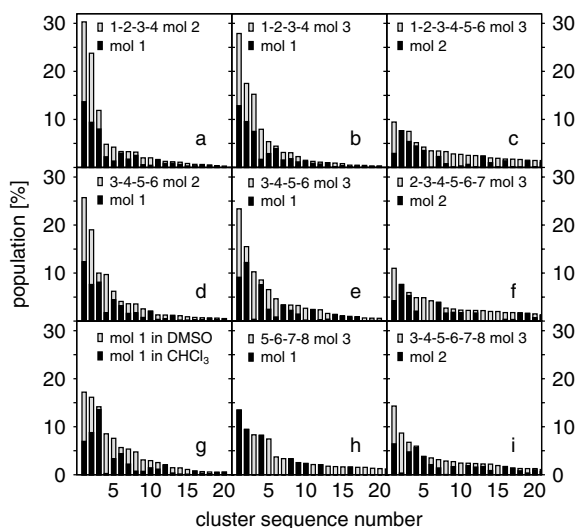 1-2-3-4 mol 2
mol 1
a
1-2-3-4 mol 3
mol 1
b
1-2-3-4-5-6 mol 3
mol 2
c
3-4-5-6 mol 2
mol 1
d
3-4-5-6 mol 3
mol 1
e
2-3-4-5-6-7 mol 3
mol 2
f
mol 1 in DMSO
mol 1 in CHCl3
g
5-6-7-8 mol 3
mol 1
h
3-4-5-6-7-8 mol 3
mol 2
i
population [%]
30
20
10
0
30
20
10
0
30
20
10
0
30
20
10
0
30
20
10
0
30
20
10
0
5 10 15 20 5 10 15 20 5 10 15 20
cluster sequence number